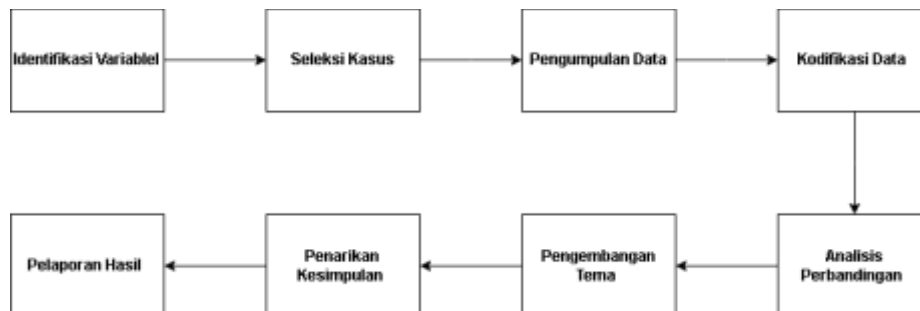 Identifikasi Variablel
Seleksi Kasus
Pengumpulan Data
Kodifikasi Data
Analisis
Perbandingan
Pengembangan
Tema
Penarikan
Kesimpulan
Pelaporan Hasil